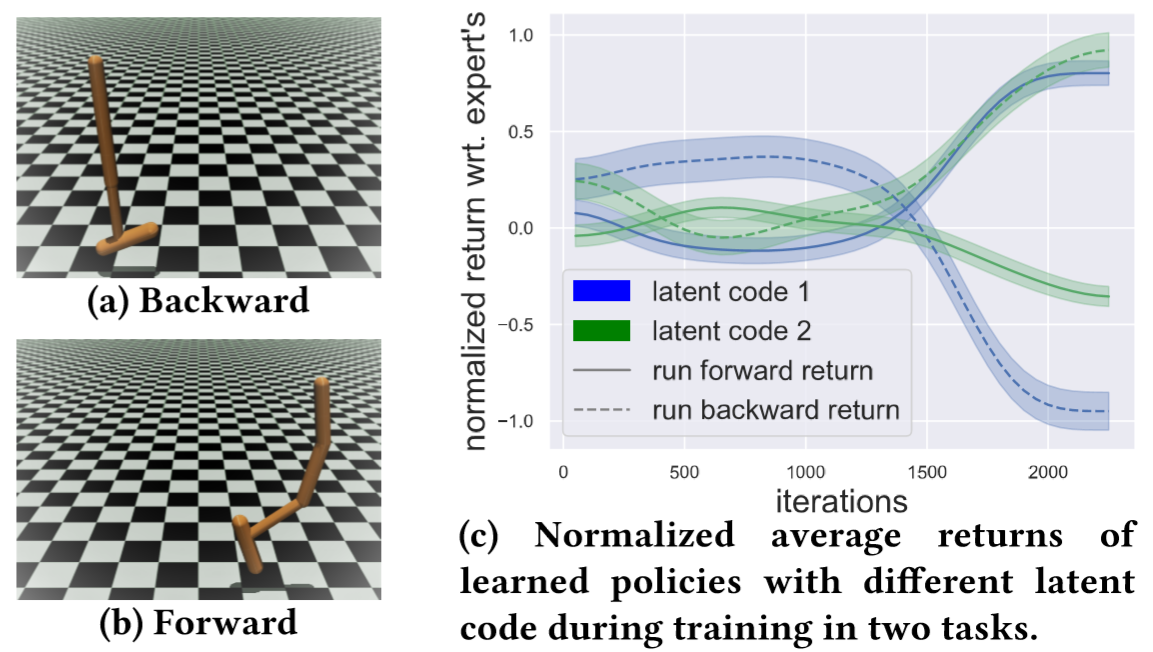 (a) Backward
(b) Forward
normalized return wrt. expert's
1.0
0.5
0.0
−0.5
−1.0
latent code 1
latent code 2
run forward return
run backward return
0 500 1000 1500 2000
iterations
(c) Normalized average returns of
learned policies with different latent
code during training in two tasks.